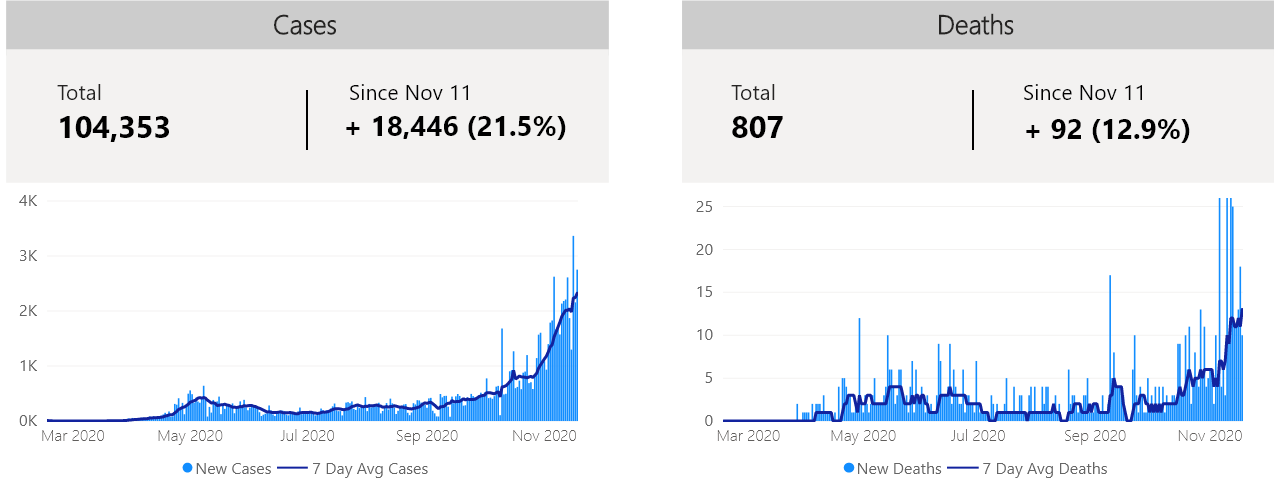 Cases
Total
104,353
Since Nov 11
+ 18,446 (21.5%)
4K
3K
2K
1K
0K
Mar 2020 May 2020 Jul 2020 Sep 2020 Nov 2020
New Cases 7 Day Avg Cases
Deaths
Total
807
Since Nov 11
+ 92 (12.9%)
25
20
15
10
5
0
Mar 2020 May 2020 Jul 2020 Sep 2020 Nov 2020
New Deaths 7 Day Avg Deaths